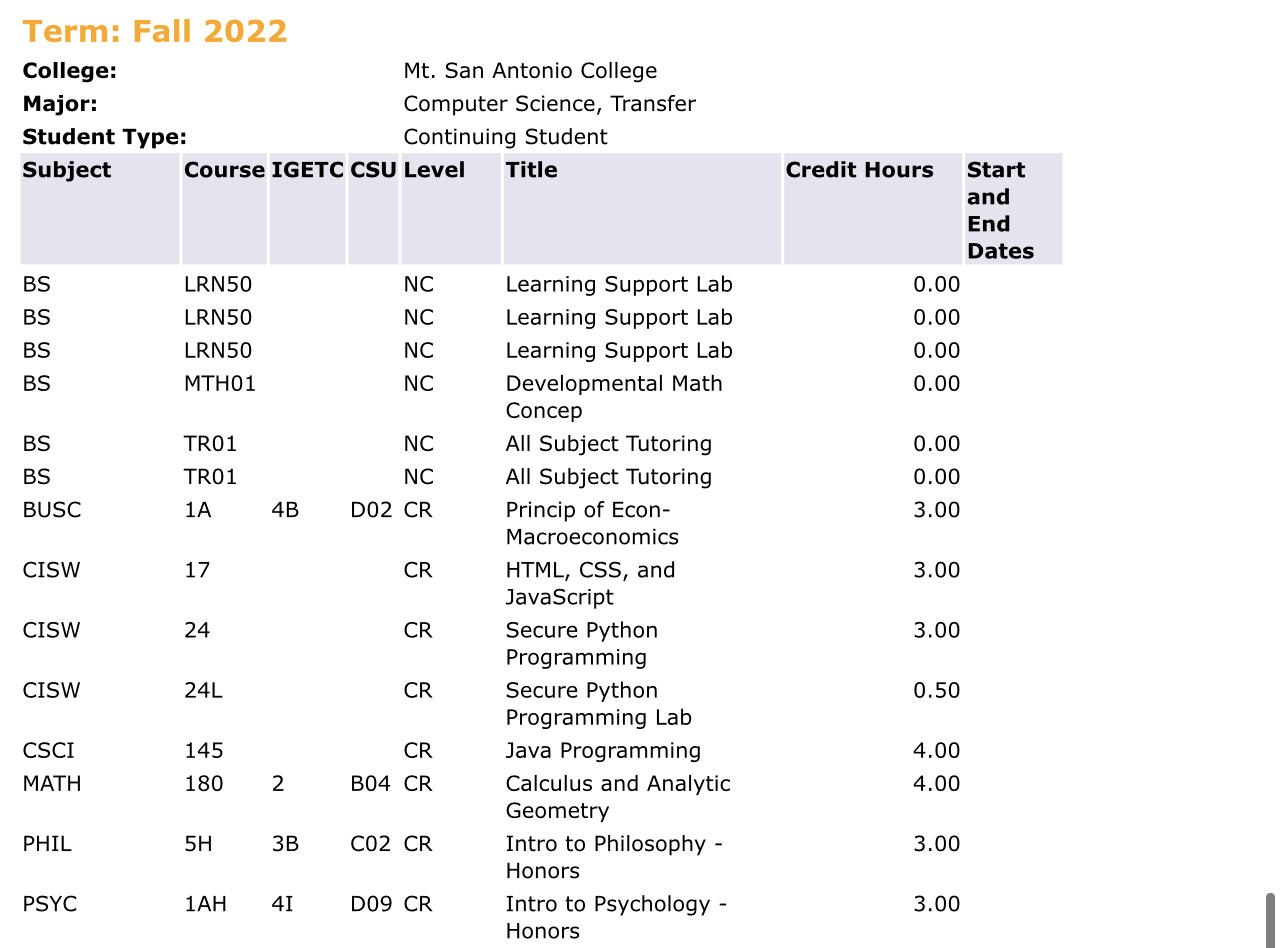 Term: Fall 2022
College: Mt. San Antonio College
Major: Computer Science, Transfer
Student Type: Continuing Student
Subject Course IGETC CSU Level Title Credit Hours Start
and
End
Dates
BS LRN50 NC Learning Support Lab 0.00
BS LRN50 NC Learning Support Lab 0.00
BS LRN50 NC Learning Support Lab 0.00
BS MTH01 NC Developmental Math 0.00
Concep
BS TR01 NC All Subject Tutoring 0.00
BS TR01 NC All Subject Tutoring 0.00
BUSC 1A 4B D02 CR Princip of Econ- 3.00
Macroeconomics
CISW 17 CR HTML, CSS, and 3.00
JavaScript
CISW 24 CR Secure Python 3.00
Programming
CISW 24L CR Secure Python 0.50
Programming Lab
CSCI 145 CR Java Programming 4.00
MATH 180 2 B04 CR Calculus and Analytic 4.00
Geometry
PHIL 5H 3B C02 CR Intro to Philosophy - 3.00
Honors
PSYC 1AH 4I D09 CR Intro to Psychology - 3.00
Honors